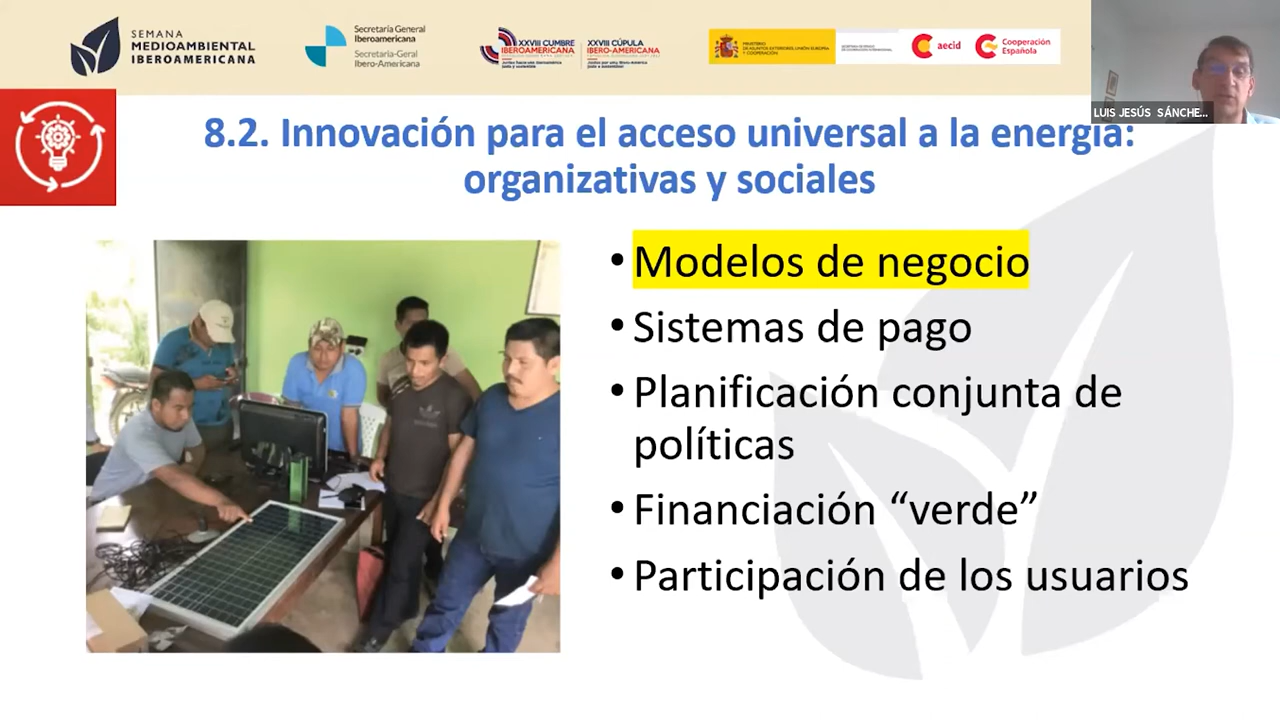 SEMANA
MEDIOAMBIENTAL
IBEROAMERICANA
Secretaría General
Iberoamericana
Secretaria-Geral
Ibero-Americana
XXVIII CUMBRE
IBEROAMERICANA
XXVIII CÚPULA
IBERO-AMERICANA
MINISTERIO
DE ASUNTOS EXTERIORES, UNIÓN EUROPEA
Y COOPERACIÓN
aecid
Cooperación
Española
LUIS JESÚS SÁNCHE...
8.2. Innovación para el acceso universal a la energía:
organizativas y sociales
• Modelos de negocio
• Sistemas de pago
• Planificación conjunta de
políticas
• Financiación “verde”
• Participación de los usuarios